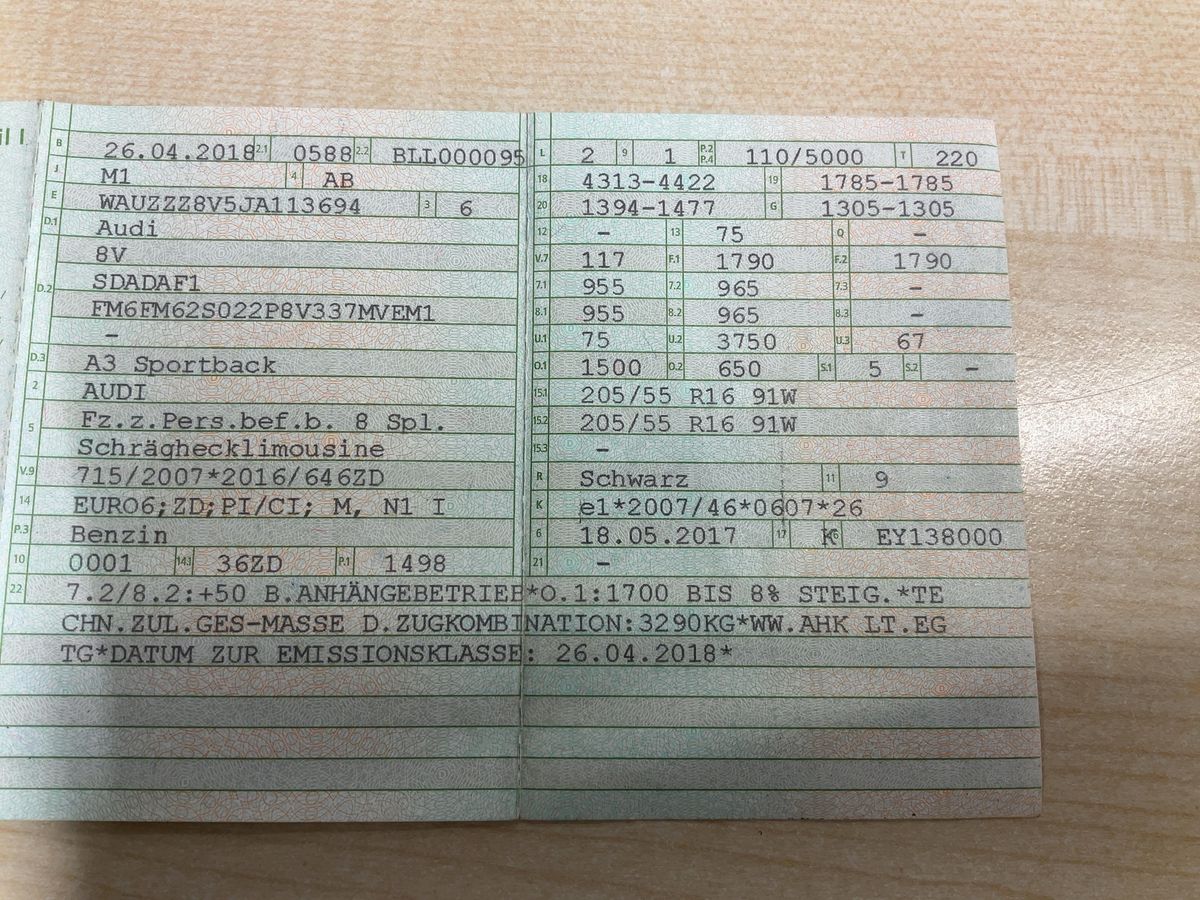 il I
B 26.04.2018 2.1 0588 2.2 BLL000095
J M1 4 AB
E WAUZZZ8V5JA113694 3 6
D.1 Audi
D.2 8V
SDADAF1
FM6FM62S022P8V337MVEM1
–
D.3 A3 Sportback
2 AUDI
5 Fz.z.Pers.bef.b. 8 Spl.
Schräghecklimousine
V.9 715/2007*2016/646ZD
14 EURO6;ZD;PI/CI; M, N1 I
P.3 Benzin
10 0001 14.1 36ZD P.1 1498
L 2 9 1 P.2 P.4 110/5000 T 220
18 4313-4422 19 1785-1785
20 1394-1477 G 1305-1305
12 – 13 75 Q –
V.7 117 F.1 1790 F.2 1790
7.1 955 7.2 965 7.3 –
8.1 955 8.2 965 8.3 –
U.1 75 U.2 3750 U.3 67
O.1 1500 O.2 650 S.1 5 S.2 –
15.1 205/55 R16 91W
15.2 205/55 R16 91W
15.3 –
R Schwarz 11 9
K e1*2007/46*0607*26
6 18.05.2017 17 K 16 EY138000
21 –
22 7.2/8.2:+50 B.ANHÄNGEBETRIEB*O.1:1700 BIS 8% STEIG.*TE
CHN.ZUL.GES-MASSE D.ZUGKOMBINATION:3290KG*WW.AHK LT.EG
TG*DATUM ZUR EMISSIONSKLASSE: 26.04.2018*